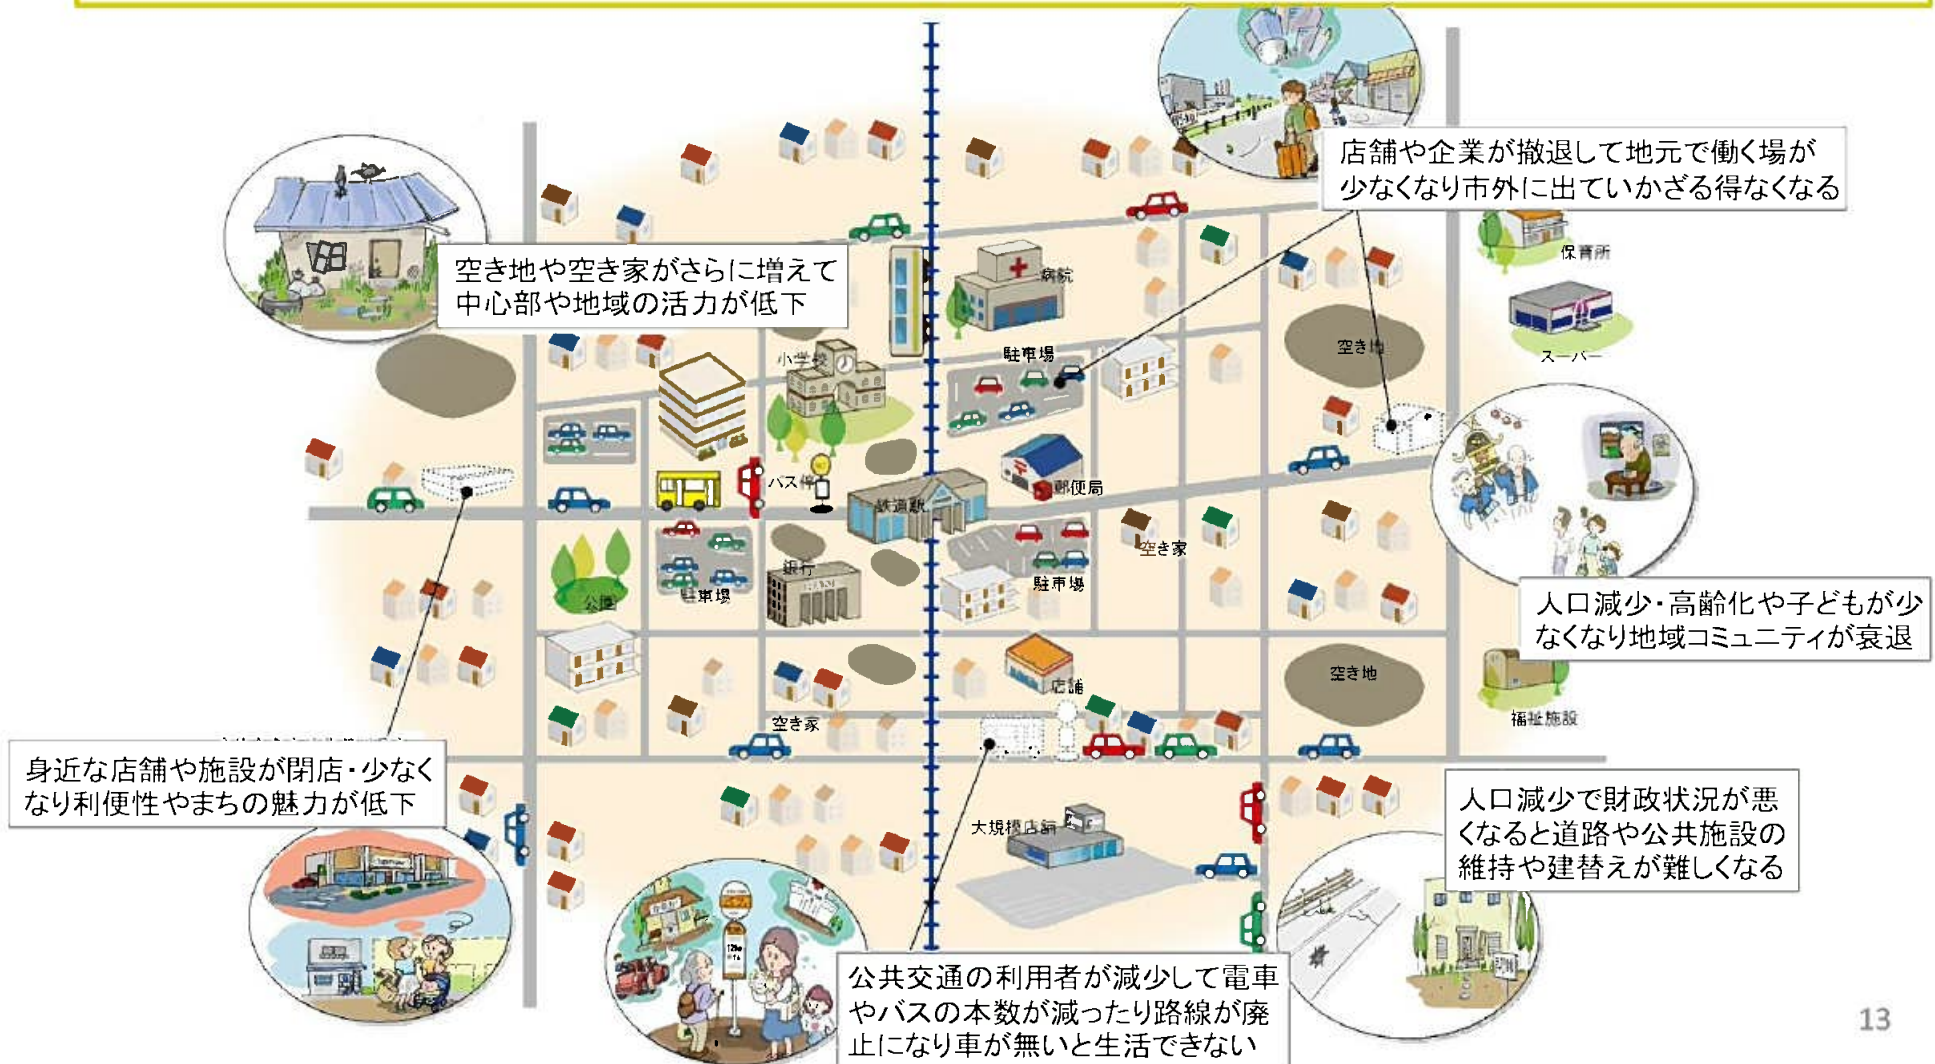 店舗や企業が撤退して地元で働く場が
少なくなり市外に出ていかざる得なくなる
保育所
空き地や空き家がさらに増えて
中心部や地域の活力が低下
病院
スーパー
小学校
駐車場
空き地
バス停
鉄道駅
郵便局
空き家
銀行
公園
駐車場
駐車場
人口減少・高齢化や子どもが少
なくなり地域コミュニティが衰退
店舗
空き地
福祉施設
空き家
身近な店舗や施設が閉店・少なく
なり利便性やまちの魅力が低下
大規模店舗
人口減少で財政状況が悪
くなると道路や公共施設の
維持や建替えが難しくなる
公共交通の利用者が減少して電車
やバスの本数が減ったり路線が廃
止になり車が無いと生活できない
13